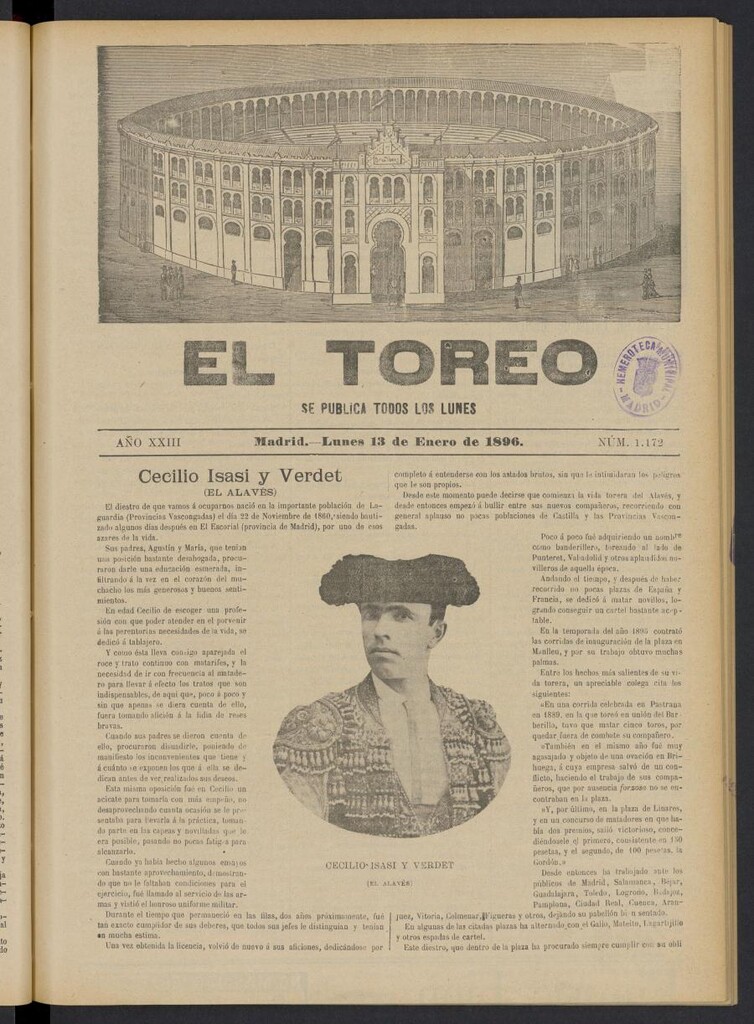 EL TOREO
SE PUBLICA TODOS LOS LUNES
HEMEROTECA MUNICIPAL
MADRID
AÑO XXIII
Madrid.—Lunes 13 de Enero de 1896.
NÚM. 1.172
Cecilio Isasi y Verdet
(EL ALAVÉS)
El diestro de que vamos á ocuparnos nació en la importante población de La-
guardia (Provincias Vascongadas) el día 22 de Noviembre de 1860, siendo bauti-
zado algunos días después en El Escorial (provincia de Madrid), por uno de esos
azares de la vida.
Sus padres, Agustín y María, que tenían
una posición bastante desahogada, procu-
raron darle una educación esmerada, in-
filtrando á la vez en el corazón del mu-
chacho los más generosos y buenos senti-
mientos.
En edad Cecilio de escoger una profe-
sión con que poder atender en el porvenir
á las perentorias necesidades de la vida, se
dedicó á tablajero.
Y como ésta lleva consigo aparejada el
roce y trato continuo con matarifes, y la
necesidad de ir con frecuencia al matade-
ro para llevar á efecto los tratos que son
indispensables, de aquí que, poco á poco y
sin que apenas se diera cuenta de ello,
fuera tomando afición á la lidia de reses
bravas.
Cuando sus padres se dieron cuenta de
ello, procuraron disuadirle, poniendo de
manifiesto los inconvenientes que tiene y
á cuánto se exponen los que á ella se de-
dican antes de ver realizados sus deseos.
Esta misma oposición fué en Cecilio un
acicate para tomarla con más empeño, no
desaprovechando cuanta ocasión se le pre-
sentaba para llevarla á la práctica, toman-
do parte en las capeas y novilladas que le
era posible, pasando no pocas fatigas para
alcanzarlo.
Cuando ya había hecho algunos ensayos
con bastante aprovechamiento, demostran-
do que no le faltaban condiciones para el
ejercicio, fué llamado al servicio de las ar-
mas y vistió el honroso uniforme militar.
Durante el tiempo que permaneció en las filas, dos años próximamente, fué
tan exacto cumplidor de sus deberes, que todos sus jefes le distinguían y tenían
en mucha estima.
Una vez obtenida la licencia, volvió de nuevo á sus aficiones, dedicándose por
CECILIO ISASI Y VERDET
(EL ALAVÉS)
completo á entenderse con los astados brutos, sin que le intimidaran los peligros
que le son propios.
Desde este momento puede decirse que comienza la vida torera del Alavés, y
desde entonces empezó á bullir entre sus nuevos compañeros, recorriendo con
general aplauso no pocas poblaciones de Castilla y las Provincias Vascon-
gadas.
Poco á poco fué adquiriendo un nombre
como banderillero, toreando al lado de
Punteret, Valladolid y otros aplaudidos no-
villeros de aquella época.
Andando el tiempo, y después de haber
recorrido no pocas plazas de España y
Francia, se dedicó á matar novillos, lo-
grando conseguir un cartel bastante acep-
table.
En la temporada del año 1895 contrató
las corridas de inauguración de la plaza en
Manlleu, y por su trabajo obtuvo muchas
palmas.
Entre los hechos más salientes de su vi-
da torera, un apreciable colega cita los
siguientes:
«En una corrida celebrada en Pastrana
en 1889, en la que toreó en unión del Bar-
berillo, tuvo que matar cinco toros, por
quedar fuera de combate su compañero.
»También en el mismo año fué muy
agasajado y objeto de una ovación en Bri-
huega, á cuya empresa salvó de un con-
flicto, haciendo el trabajo de sus compa-
ñeros, que por ausencia forzosa no se en-
contraban en la plaza.
»Y, por último, en la plaza de Linares,
y en un concurso de matadores en que ha-
bía dos premios, salió victorioso, conce-
diéndosele el primero, consistente en 150
pesetas, y el segundo, de 100 pesetas, la
Gordón.»
Desde entonces ha trabajado ante los
públicos de Madrid, Salamanca, Béjar,
Guadalajara, Toledo, Logroño, Badajoz,
Pamplona, Ciudad Real, Cuenca, Aran-
juez, Vitoria, Colmenar, Figueras y otros, dejando su pabellón bien sentado.
En algunas de las citadas plazas ha alternado con el Gallo, Mateito, Lagartijillo
y otros espadas de cartel.
Este diestro, que dentro de la plaza ha procurado siempre cumplir con su obli